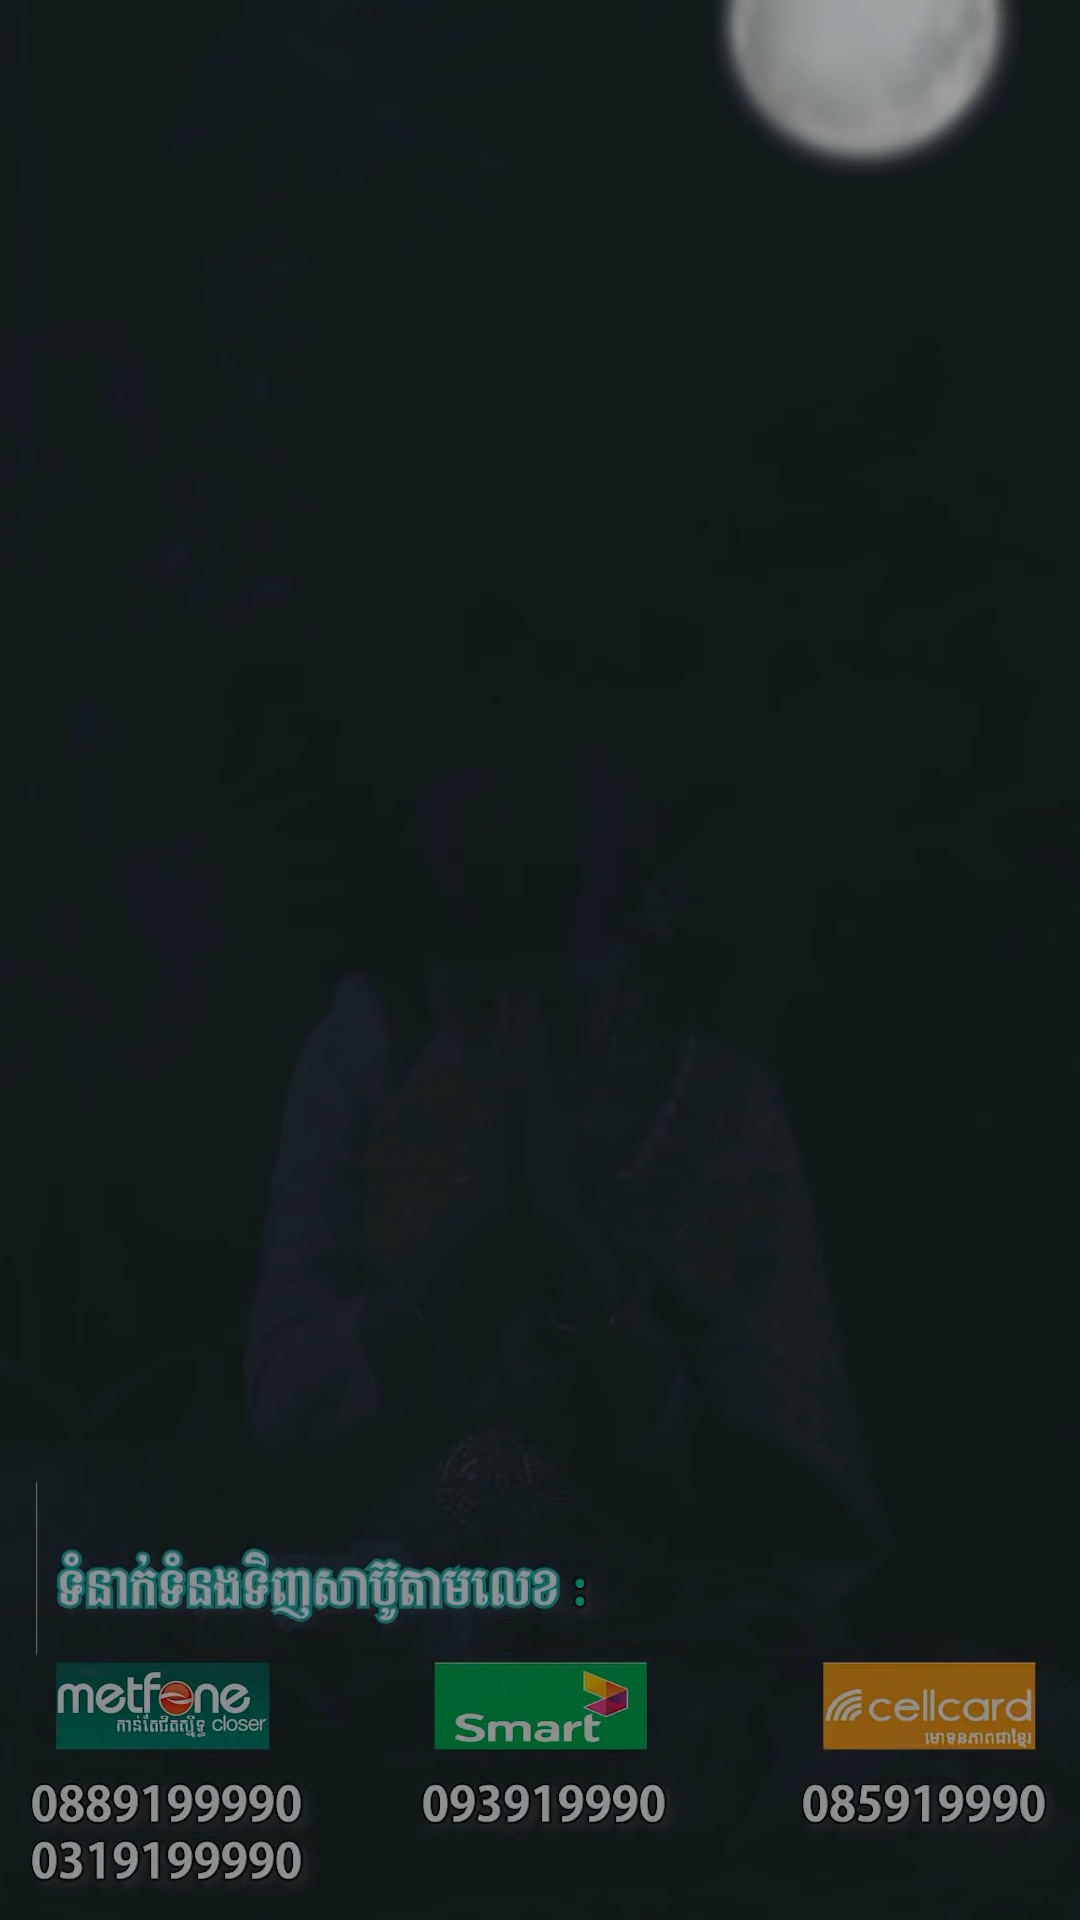 ទំនាក់ទំនងទិញសាប៊ូតាមលេខ :
metfone
កាន់តែជិតស្និទ្ធ closer
Smart
cellcard
មោទនភាពជាខ្មែរ
0889199990
093919990
085919990
0319199990